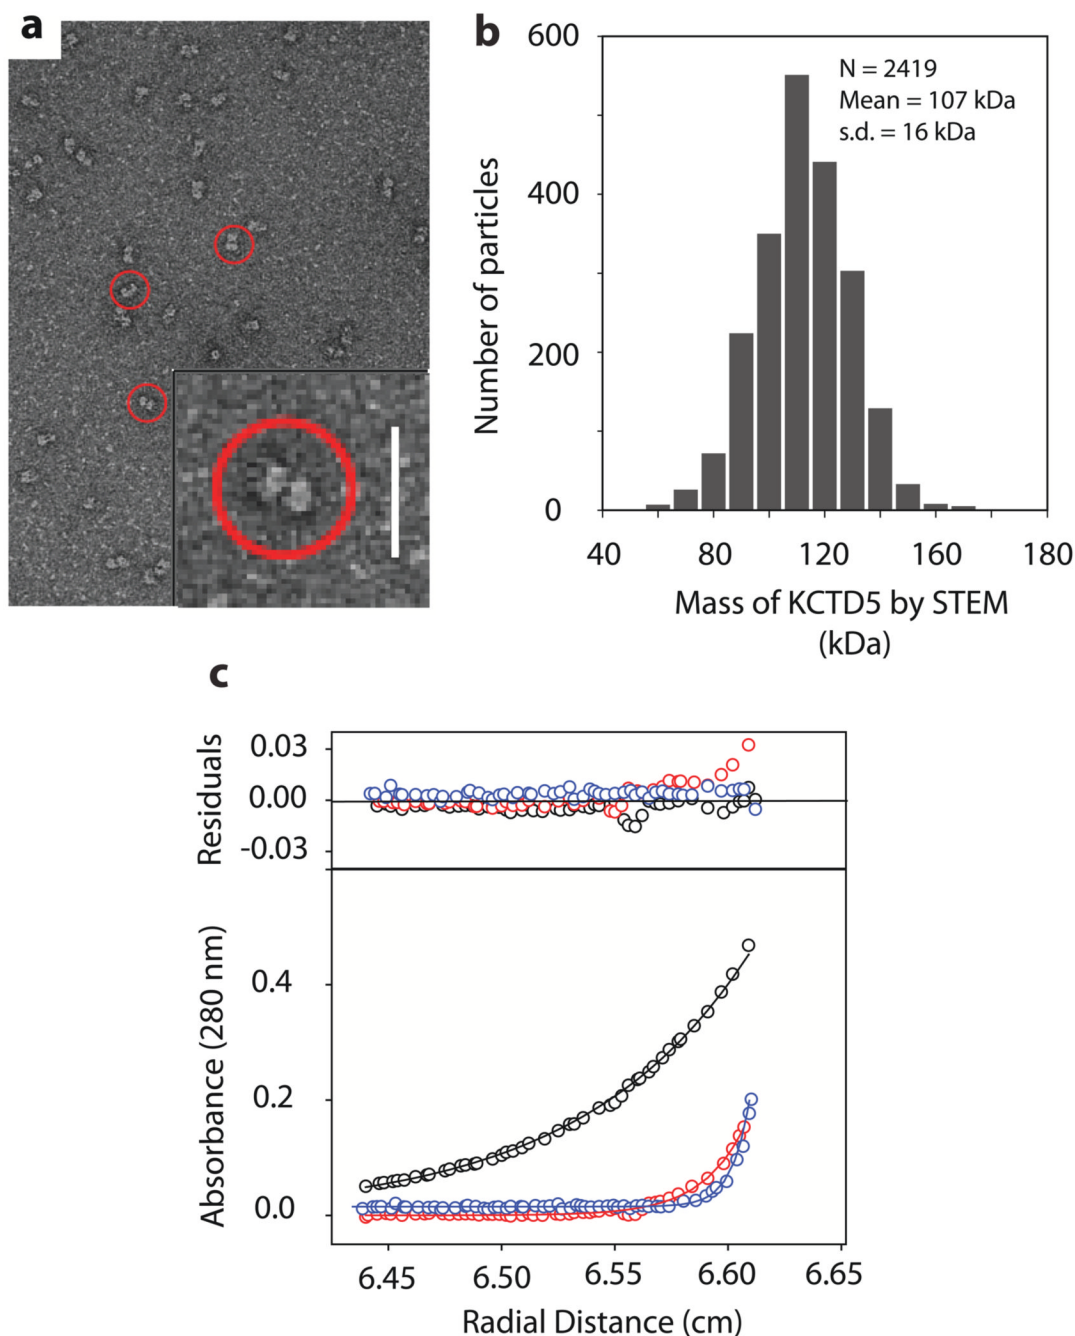 a
b
600
400
200
0
Number of particles
N = 2419
Mean = 107 kDa
s.d. = 16 kDa
40 80 120 160 180
Mass of KCTD5 by STEM
(kDa)
c
Residuals
0.03
0.00
-0.03
Absorbance (280 nm)
0.4
0.2
0.0
6.45 6.50 6.55 6.60 6.65
Radial Distance (cm)